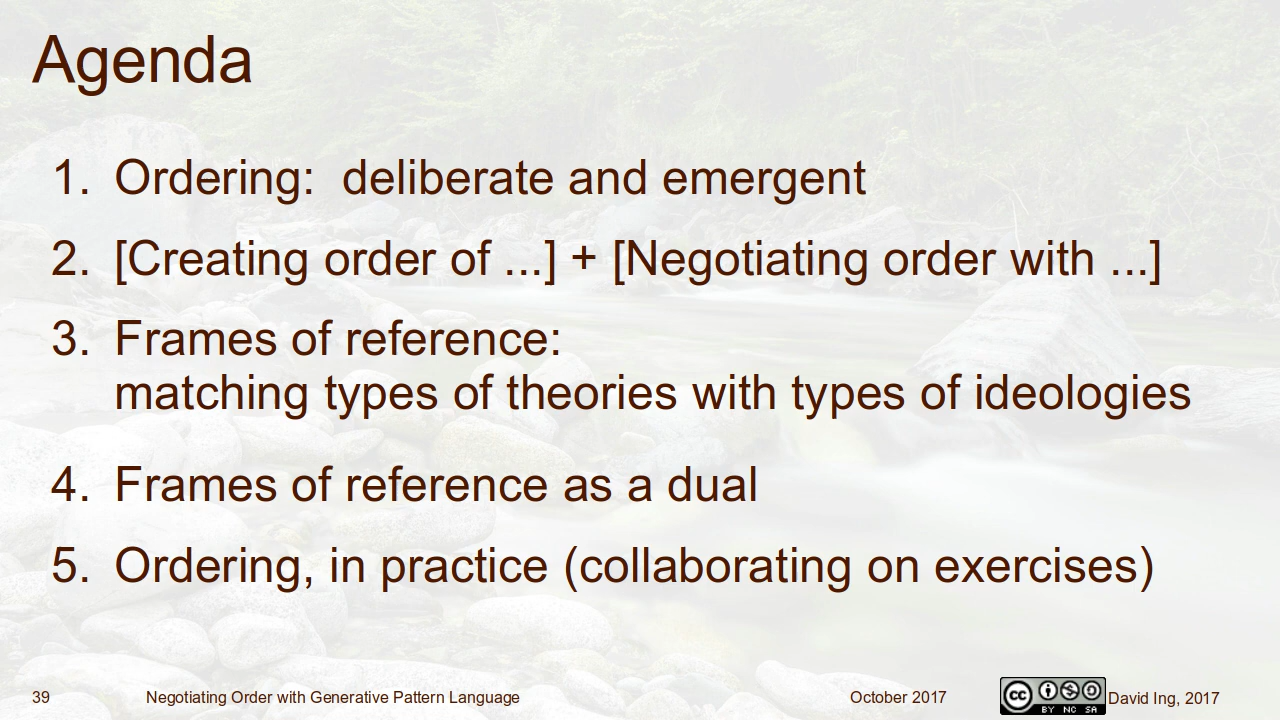 Agenda
1. Ordering:  deliberate and emergent
2. [Creating order of ...] + [Negotiating order with ...]
3. Frames of reference:
matching types of theories with types of ideologies
4. Frames of reference as a dual
5. Ordering, in practice (collaborating on exercises)
39 Negotiating Order with Generative Pattern Language October 2017 cc BY NC SA David Ing, 2017